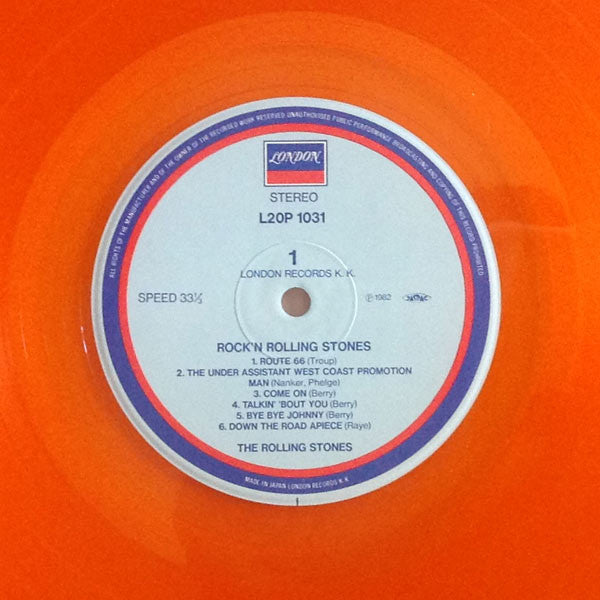 ALL RIGHTS OF THE MANUFACTURER AND OF THE OWNER OF THE RECORDED WORK RESERVED UNAUTHORISED PUBLIC PERFORMANCE BROADCASTING AND COPYING OF THIS RECORD PROHIBITED
LONDON
STEREO
L20P 1031
1
LONDON RECORDS K.K.
SPEED 33⅓
℗ 1982
ROCK'N ROLLING STONES
1. ROUTE 66 (Troup)
2. THE UNDER ASSISTANT WEST COAST PROMOTION
MAN (Nanker, Phelge)
3. COME ON (Berry)
4. TALKIN' 'BOUT YOU (Berry)
5. BYE BYE JOHNNY (Berry)
6. DOWN THE ROAD APIECE (Raye)
THE ROLLING STONES
MADE IN JAPAN LONDON RECORDS K.K.